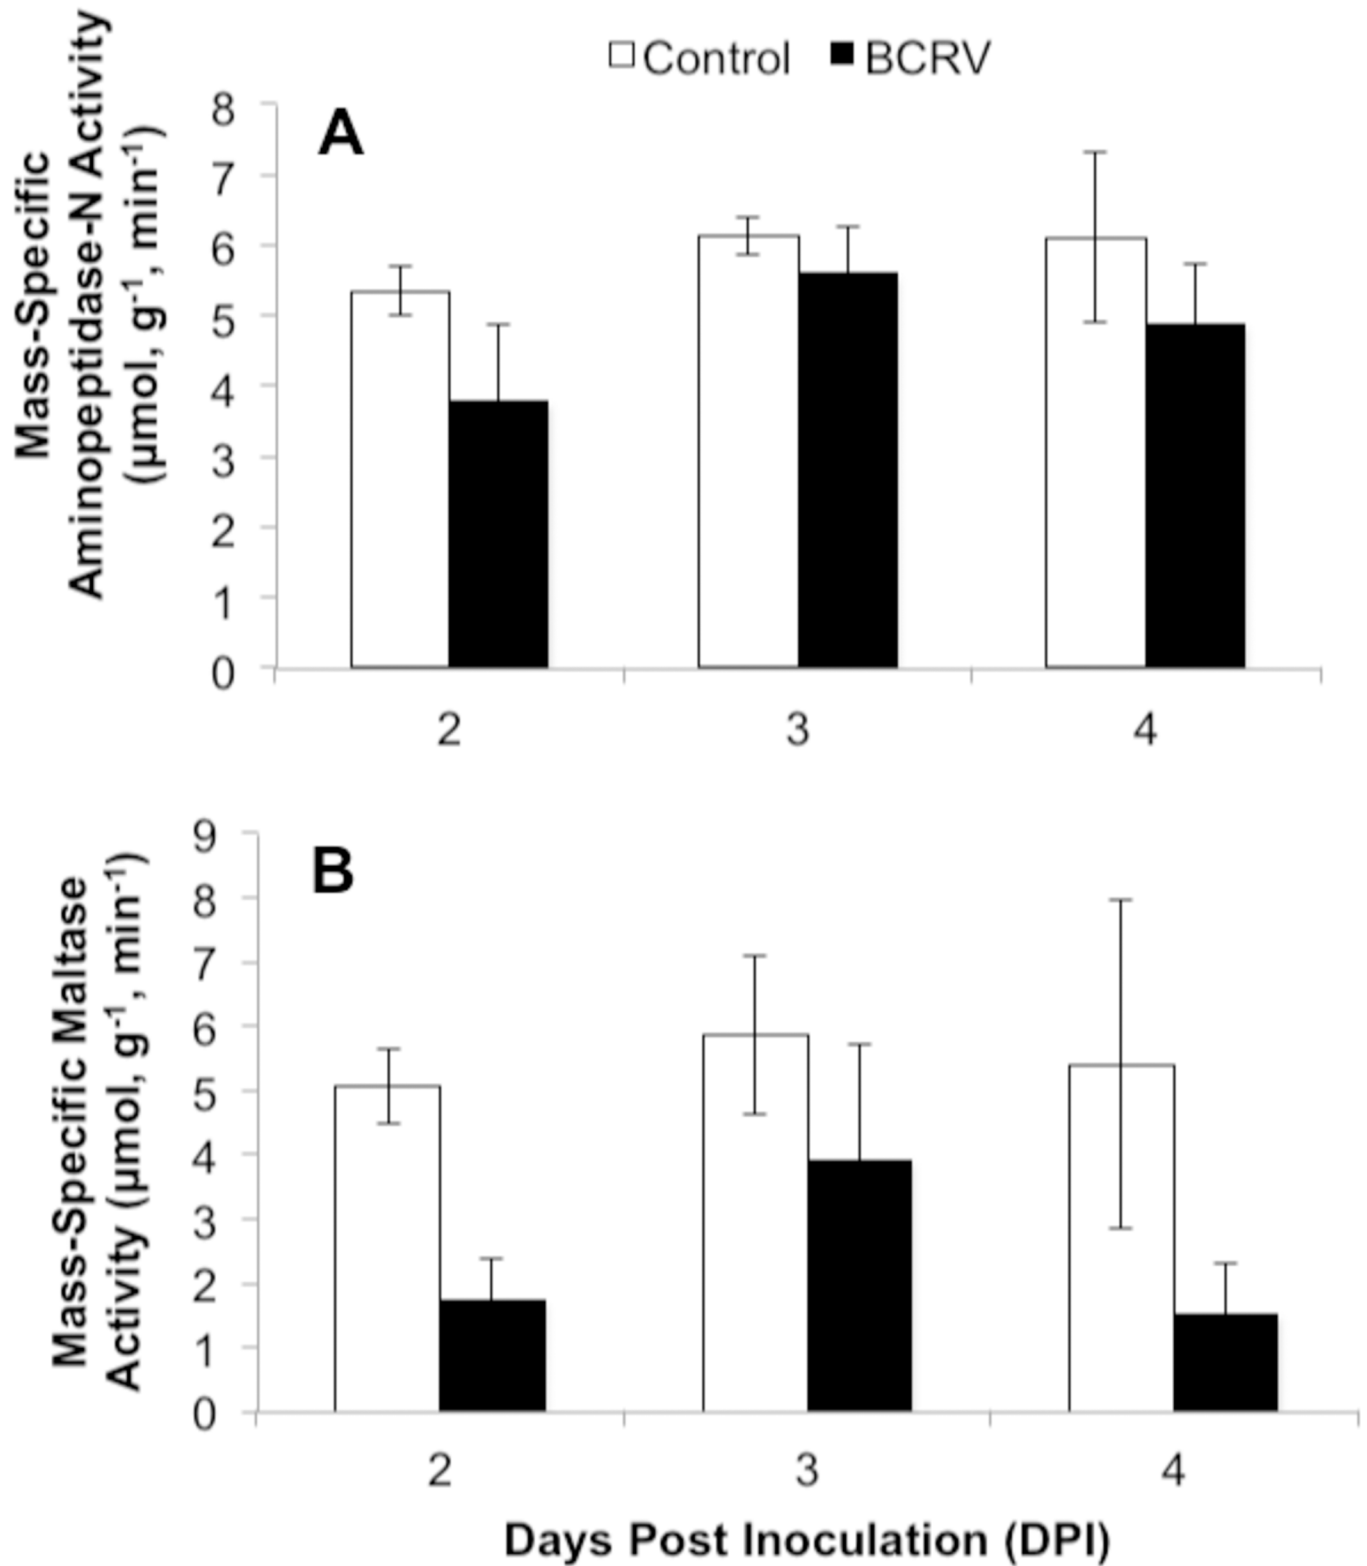 Control BCRV
Mass-Specific
Aminopeptidase-N Activity
(µmol, g⁻¹, min⁻¹)
A
8
7
6
5
4
3
2
1
0
2 3 4
Mass-Specific Maltase
Activity (µmol, g⁻¹, min⁻¹)
B
9
8
7
6
5
4
3
2
1
0
2 3 4
Days Post Inoculation (DPI)